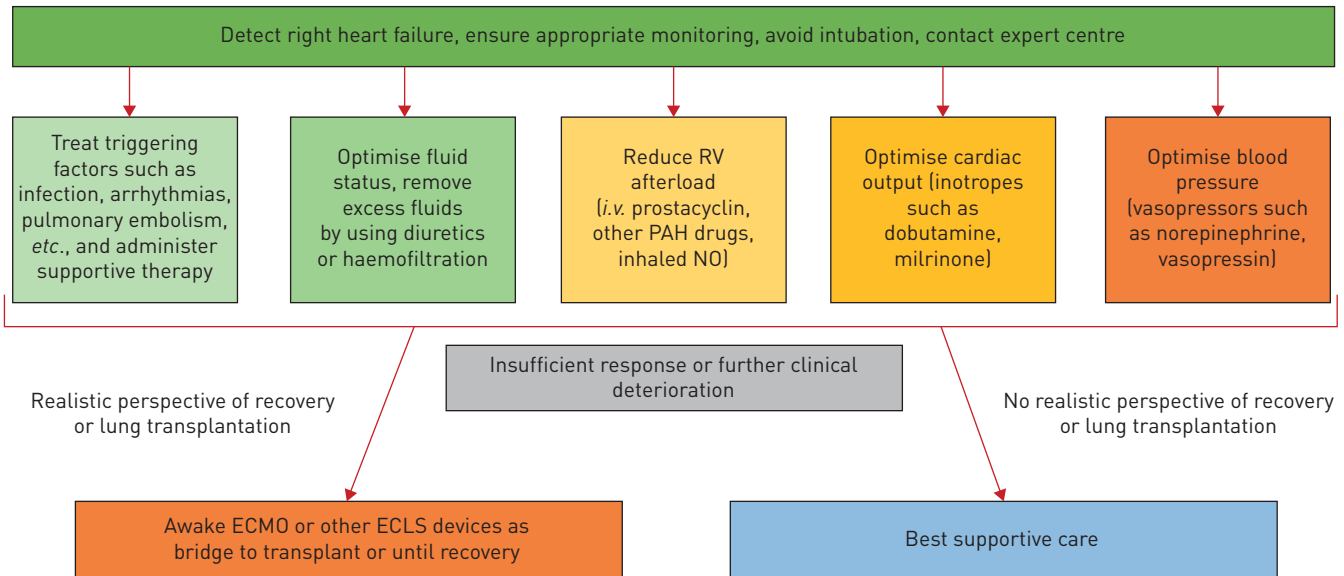 Detect right heart failure, ensure appropriate monitoring, avoid intubation, contact expert centre
Treat triggering
factors such as
infection, arrhythmias,
pulmonary embolism,
etc., and administer
supportive therapy
Optimise fluid
status, remove
excess fluids
by using diuretics
or haemofiltration
Reduce RV
afterload
(i.v. prostacyclin,
other PAH drugs,
inhaled NO)
Optimise cardiac
output (inotropes
such as
dobutamine,
milrinone)
Optimise blood
pressure
(vasopressors such
as norepinephrine,
vasopressin)
Insufficient response or further clinical
deterioration
Realistic perspective of recovery
or lung transplantation
No realistic perspective of recovery
or lung transplantation
Awake ECMO or other ECLS devices as
bridge to transplant or until recovery
Best supportive care